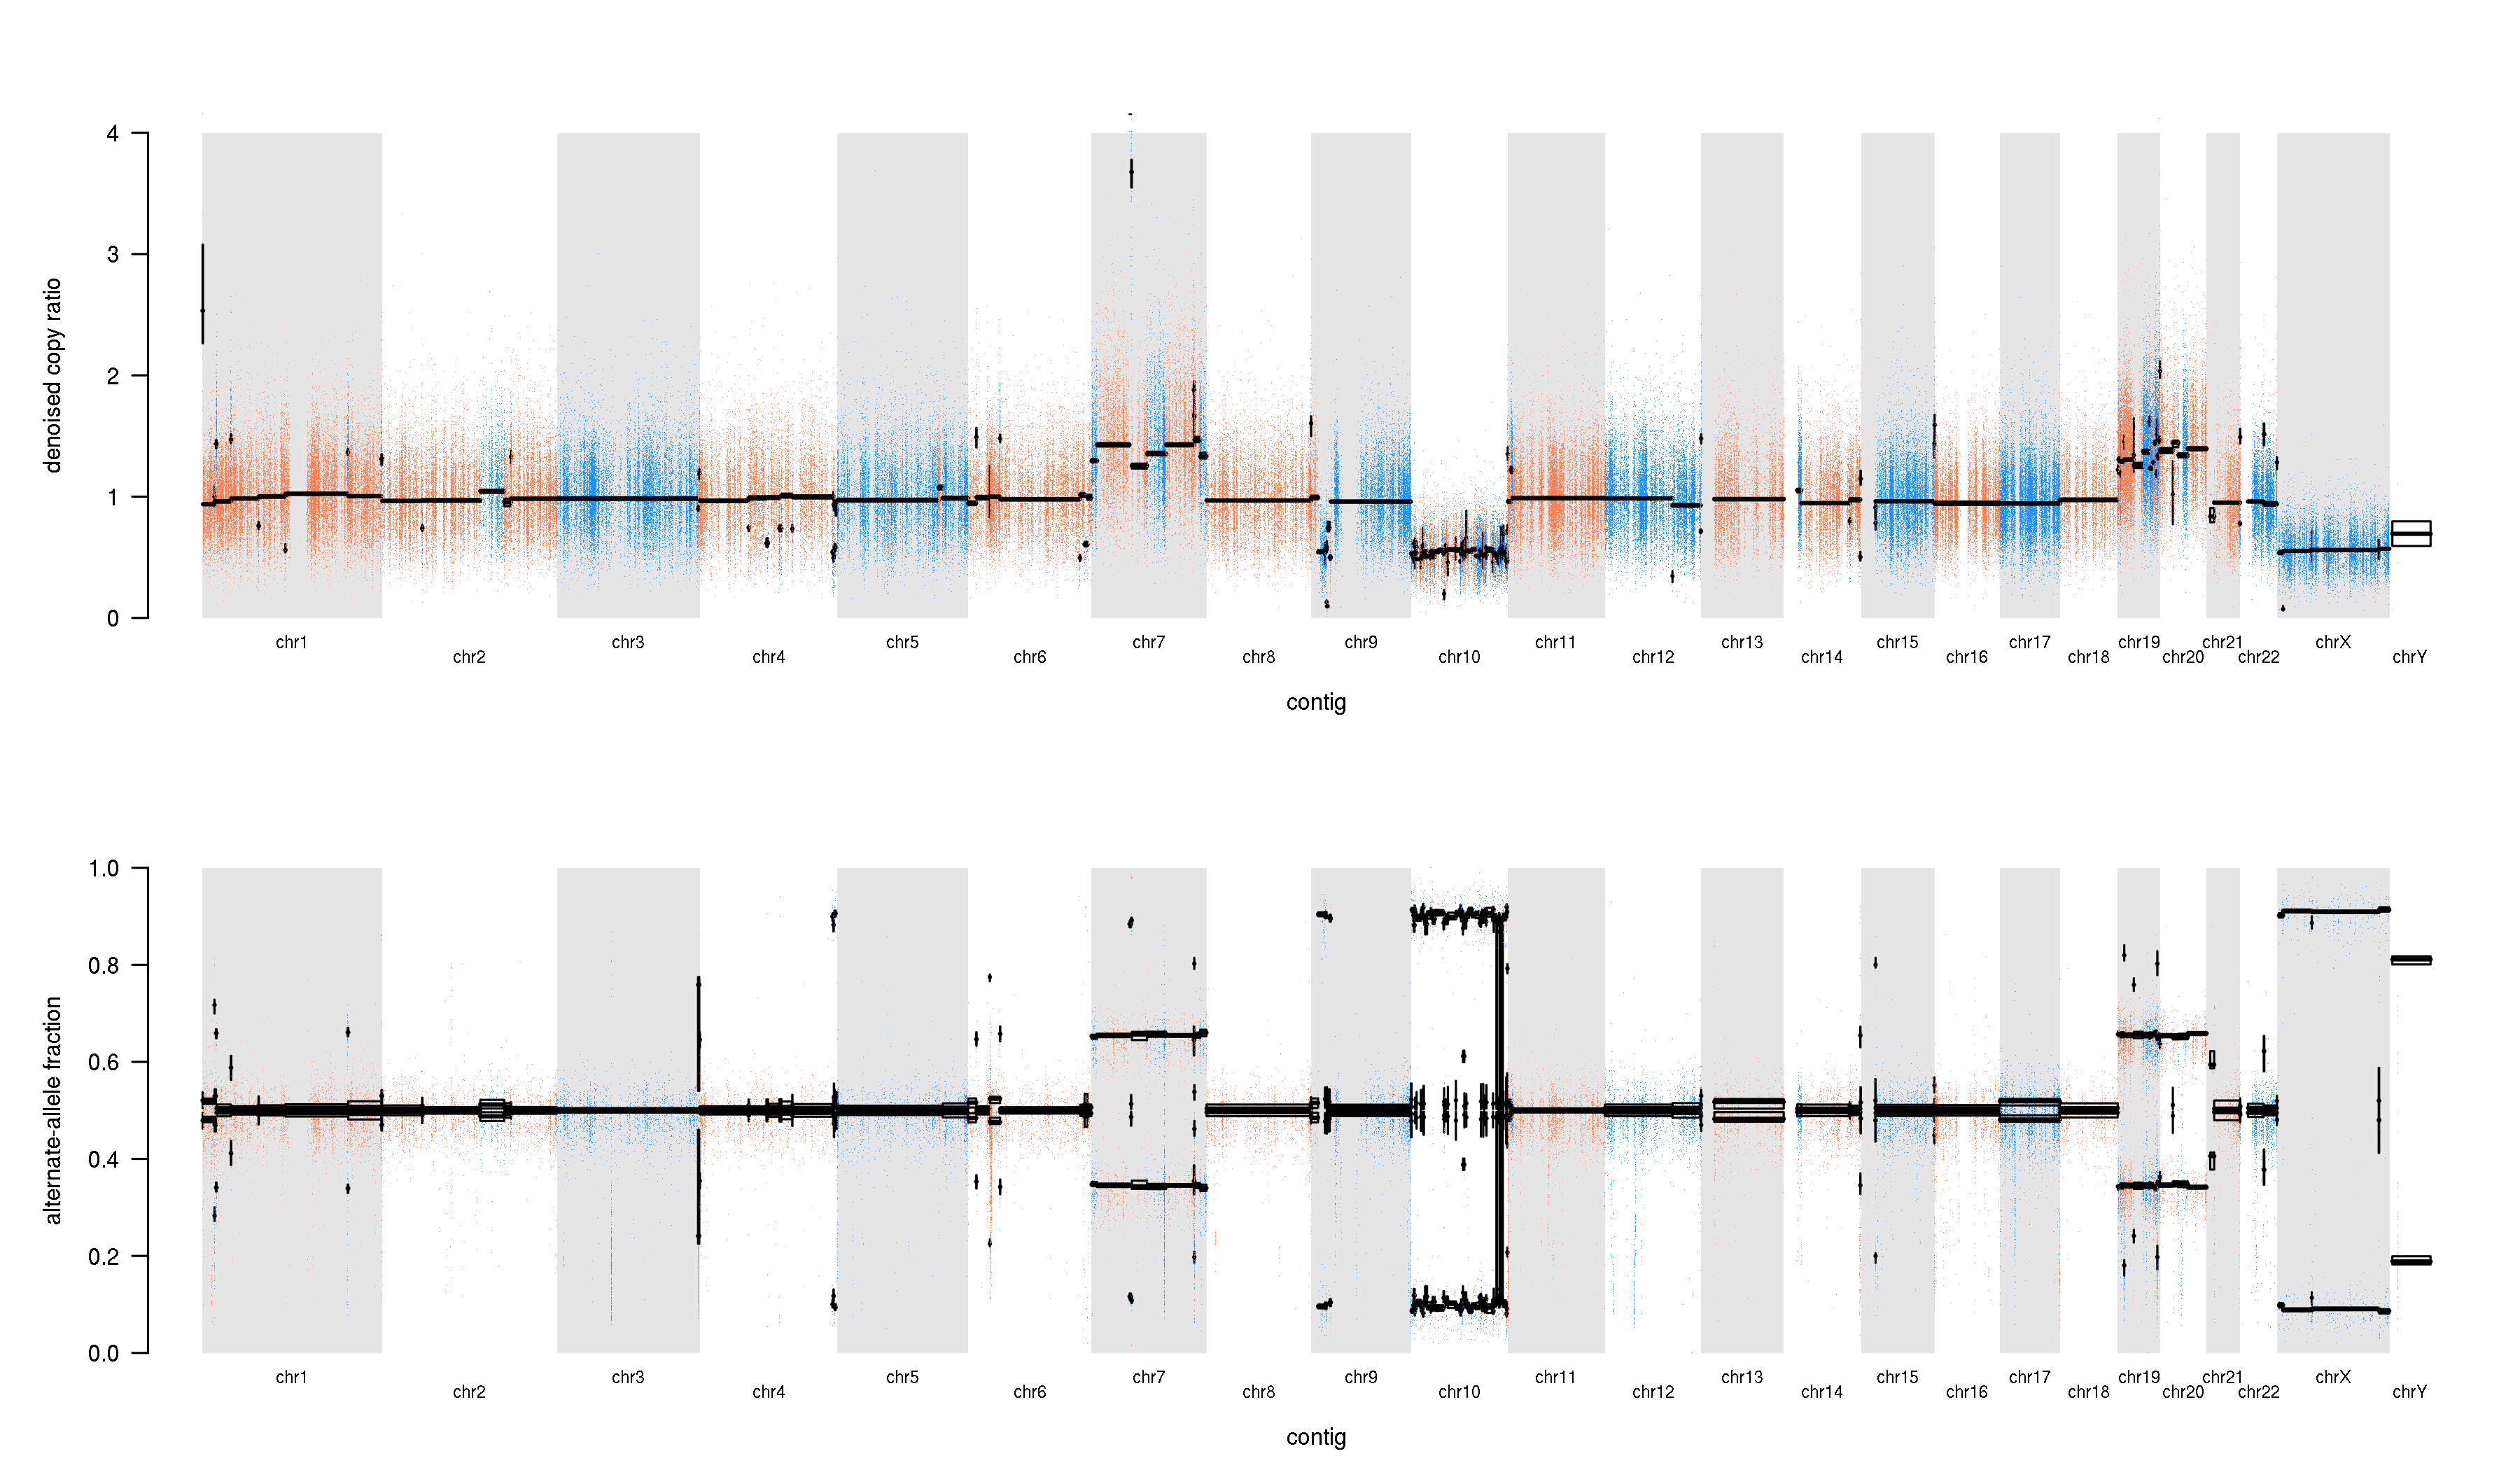 denoised copy ratio
4
3
2
1
0
chr1 chr3 chr5 chr7 chr9 chr11 chr13 chr15 chr17 chr19 chr21 chrX
chr2 chr4 chr6 chr8 chr10 chr12 chr14 chr16 chr18 chr20 chr22 chrY
contig
alternate-allele fraction
1.0
0.8
0.6
0.4
0.2
0.0
chr1 chr3 chr5 chr7 chr9 chr11 chr13 chr15 chr17 chr19 chr21 chrX
chr2 chr4 chr6 chr8 chr10 chr12 chr14 chr16 chr18 chr20 chr22 chrY
contig